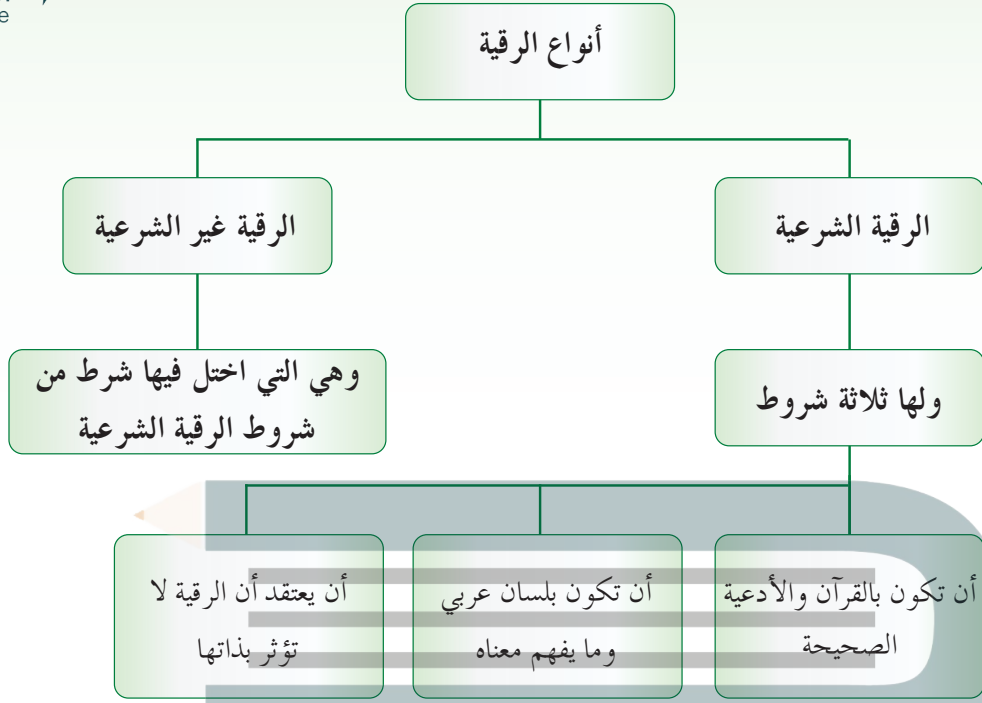 e
أنواع الرقية
الرقية الشرعية
الرقية غير الشرعية
ولها ثلاثة شروط
وهي التي اختل فيها شرط من
شروط الرقية الشرعية
أن تكون بالقرآن والأدعية
الصحيحة
أن تكون بلسان عربي
وما يفهم معناه
أن يعتقد أن الرقية لا
تؤثر بذاتها